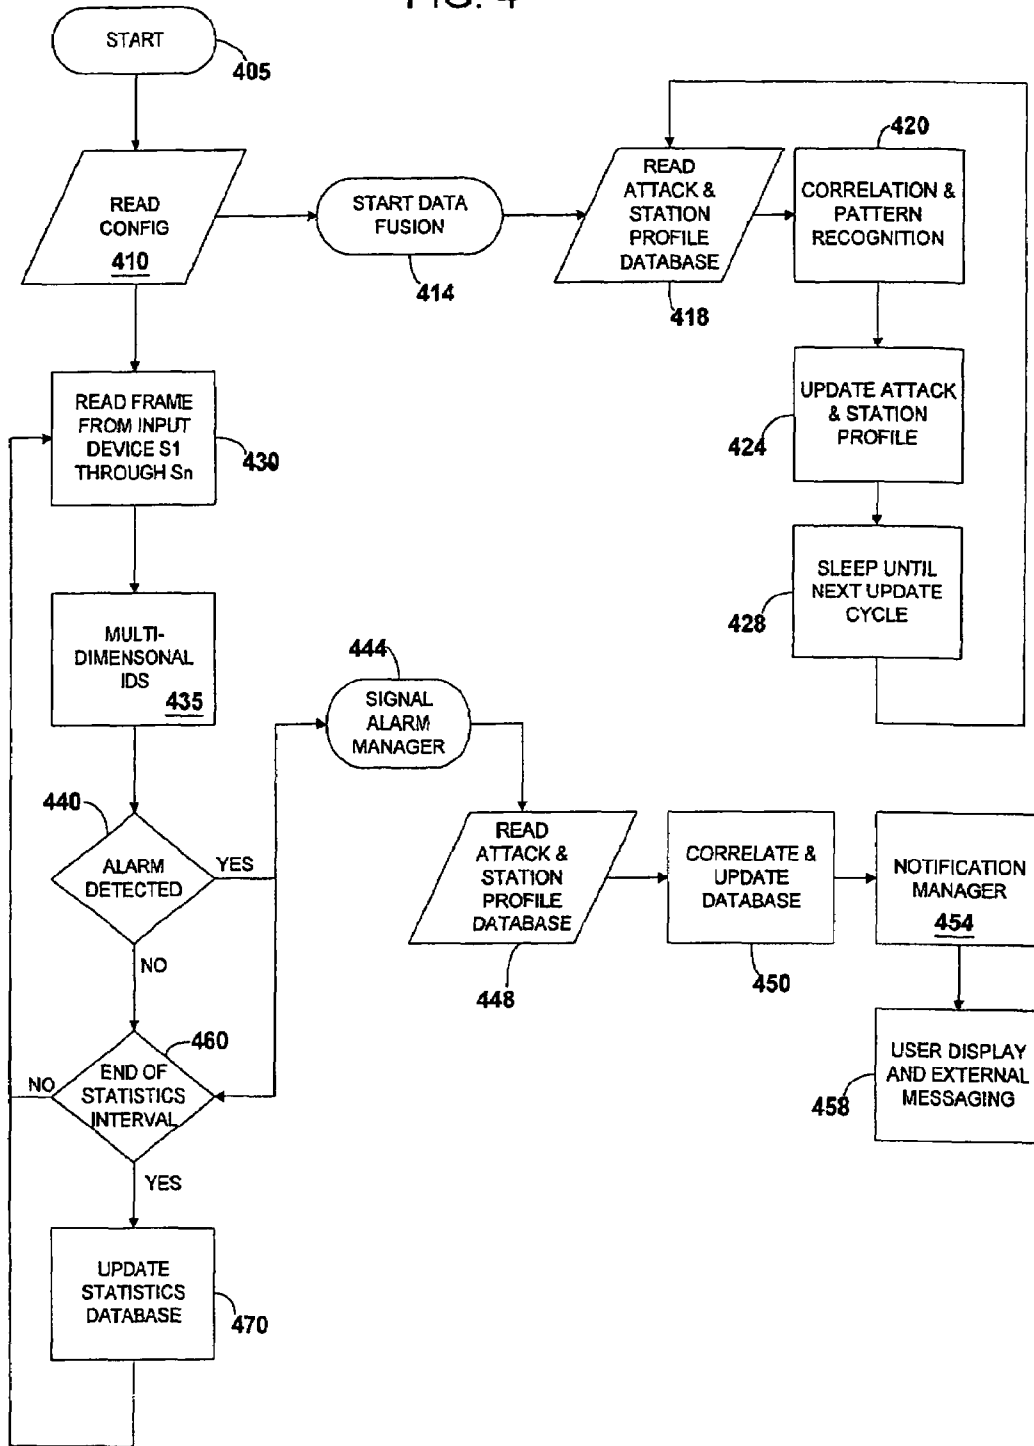 FIG. 4
START
405
READ
CONFIG
410
START DATA
FUSION
414
READ
ATTACK &
STATION
PROFILE
DATABASE
418
420
CORRELATION &
PATTERN
RECOGNITION
UPDATE ATTACK
& STATION
PROFILE
424
SLEEP UNTIL
NEXT UPDATE
CYCLE
428
READ FRAME
FROM INPUT
DEVICE S1
THROUGH Sn
430
MULTI-
DIMENSONAL
IDS
435
440
ALARM
DETECTED
YES
NO
444
SIGNAL
ALARM
MANAGER
READ
ATTACK &
STATION
PROFILE
DATABASE
448
CORRELATE &
UPDATE
DATABASE
450
NOTIFICATION
MANAGER
454
USER DISPLAY
AND EXTERNAL
MESSAGING
458
460
END OF
STATISTICS
INTERVAL
NO
YES
UPDATE
STATISTICS
DATABASE
470